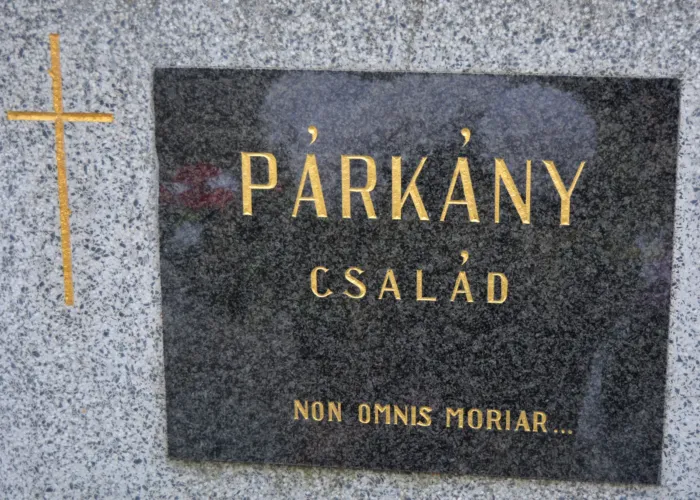 PÁRKÁNY
CSALÁD
NON OMNIS MORIAR...